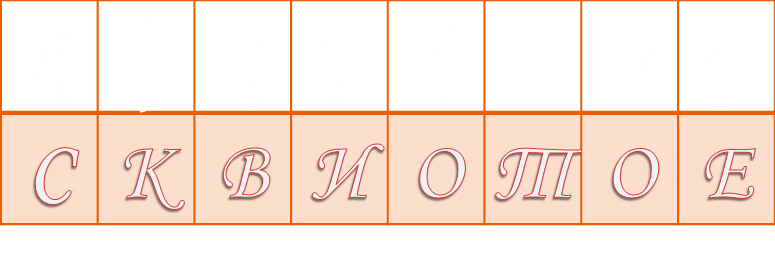 С К В И О Т О Е